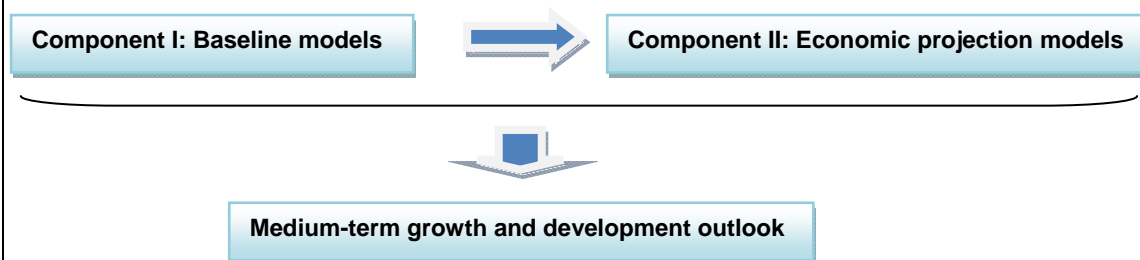 Component I: Baseline models
Component II: Economic projection models
Medium-term growth and development outlook